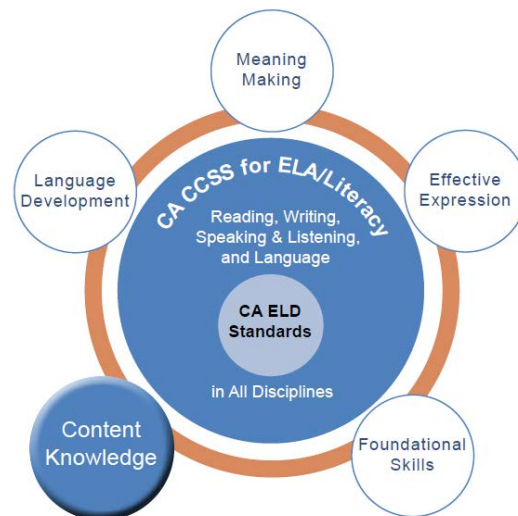 Meaning
Making
Language
Development
Effective
Expression
CA CCSS for ELA/Literacy
Reading, Writing,
Speaking & Listening,
and Language
CA ELD
Standards
in All Disciplines
Content
Knowledge
Foundational
Skills